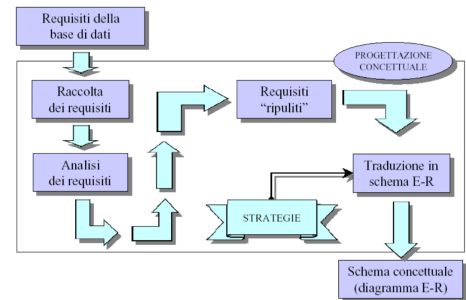 Requisiti della
base di dati
PROGETTAZIONE
CONCETTUALE
Raccolta
dei requisiti
Requisiti
“ripuliti”
Analisi
dei requisiti
Traduzione in
schema E-R
STRATEGIE
Schema concettuale
(diagramma E-R)